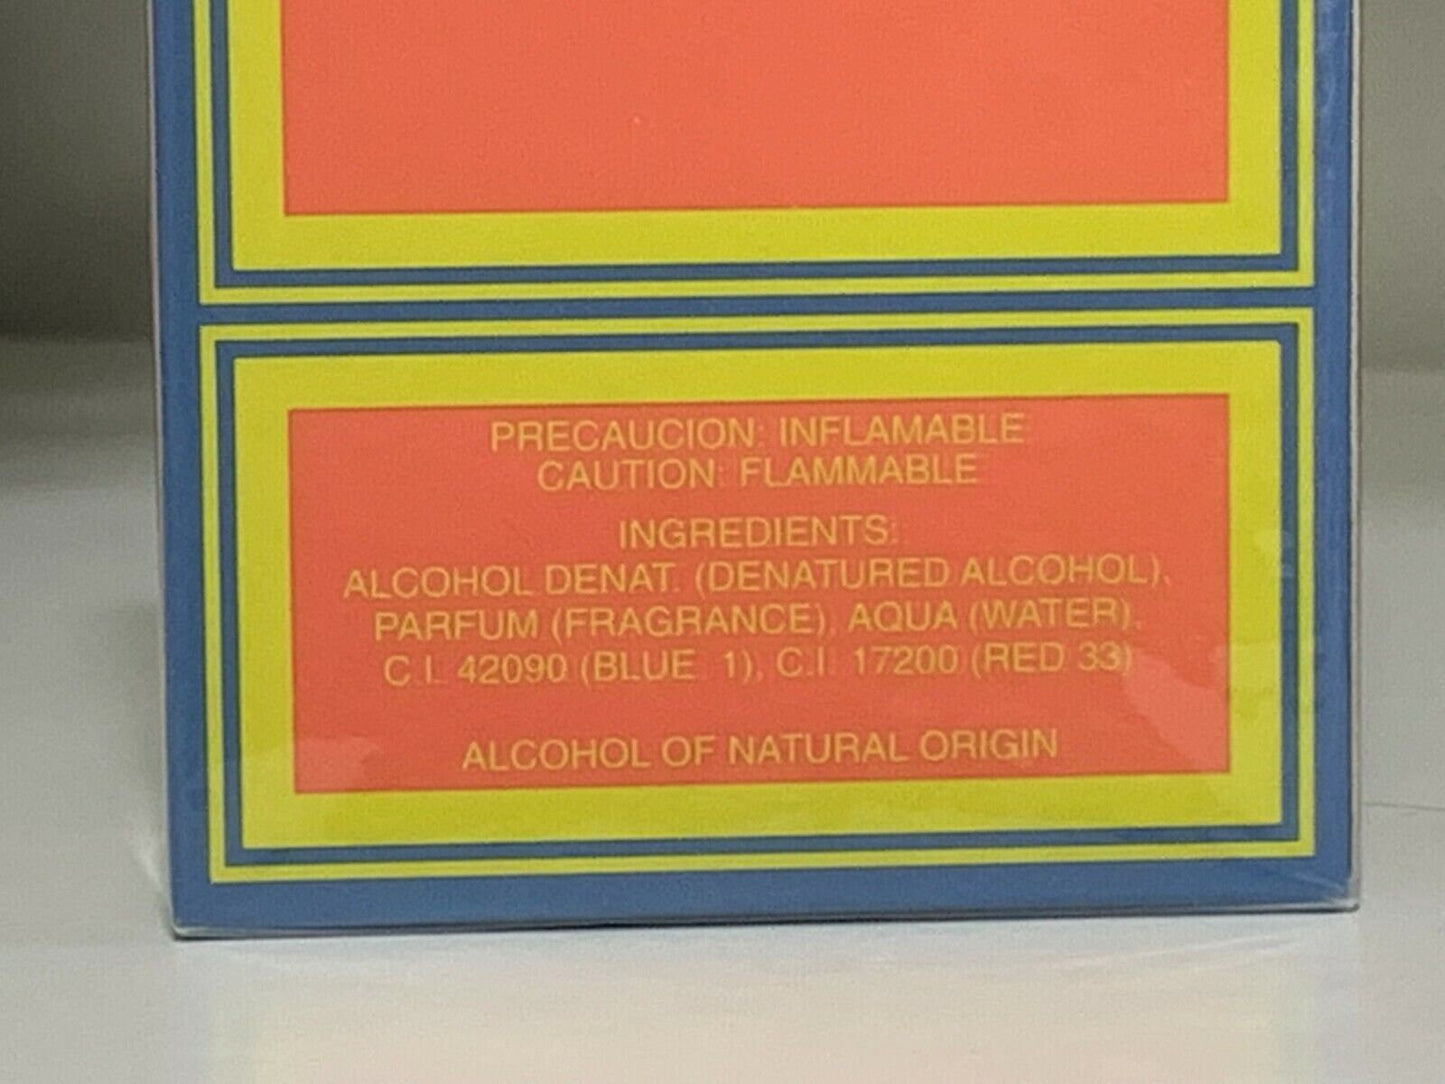 PRECAUCION: INFLAMABLE
CAUTION: FLAMMABLE
INGREDIENTS:
ALCOHOL DENAT. (DENATURED ALCOHOL),
PARFUM (FRAGRANCE), AQUA (WATER),
C.I. 42090 (BLUE 1), C.I. 17200 (RED 33)
ALCOHOL OF NATURAL ORIGIN